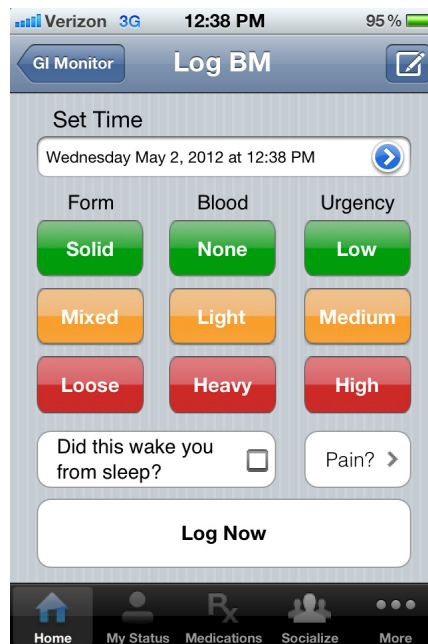 Verizon 3G 12:38 PM 95%
GI Monitor Log BM
Set Time
Wednesday May 2, 2012 at 12:38 PM
Form Blood Urgency
Solid None Low
Mixed Light Medium
Loose Heavy High
Did this wake you
from sleep?
Pain?
Log Now
Rx
Home My Status Medications Socialize More